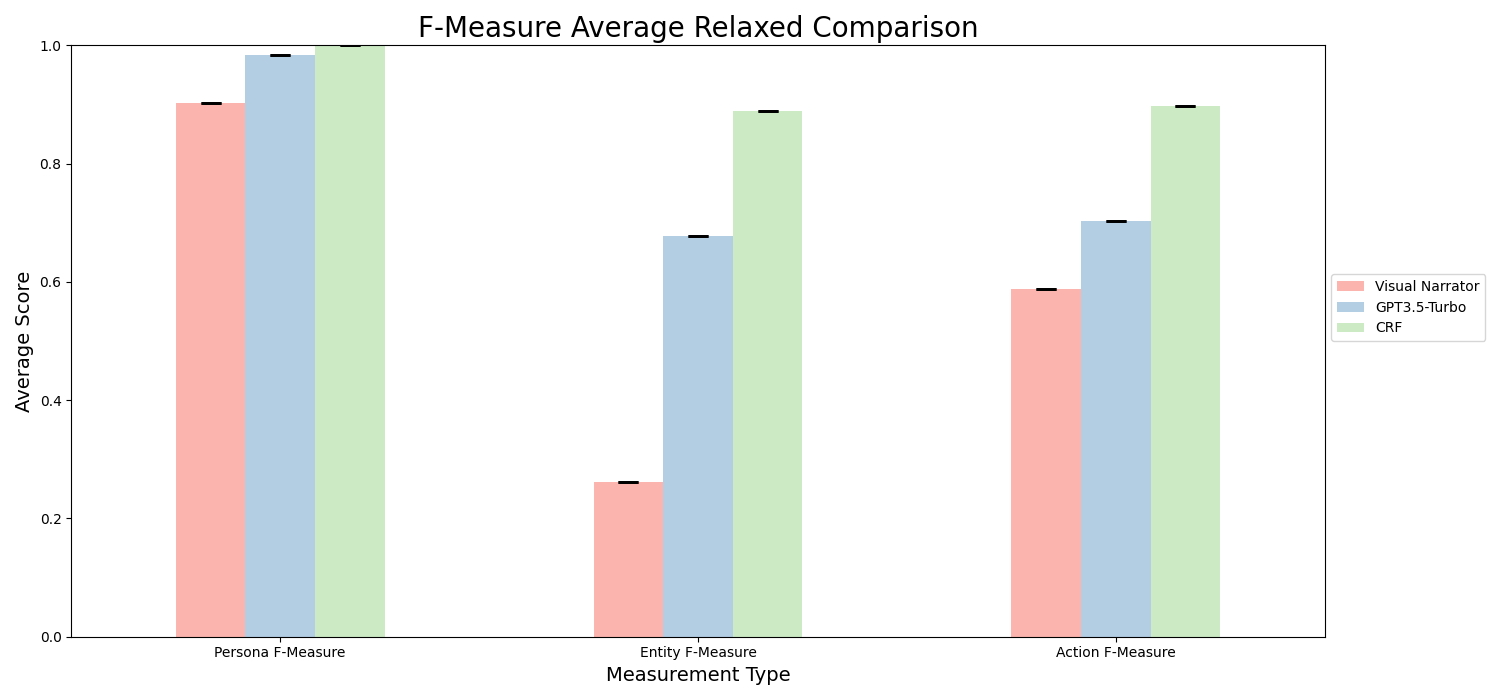 F-Measure Average Relaxed Comparison
1.0
0.8
0.6
0.4
0.2
0.0
Average Score
Persona F-Measure
Entity F-Measure
Action F-Measure
Measurement Type
Visual Narrator
GPT3.5-Turbo
CRF